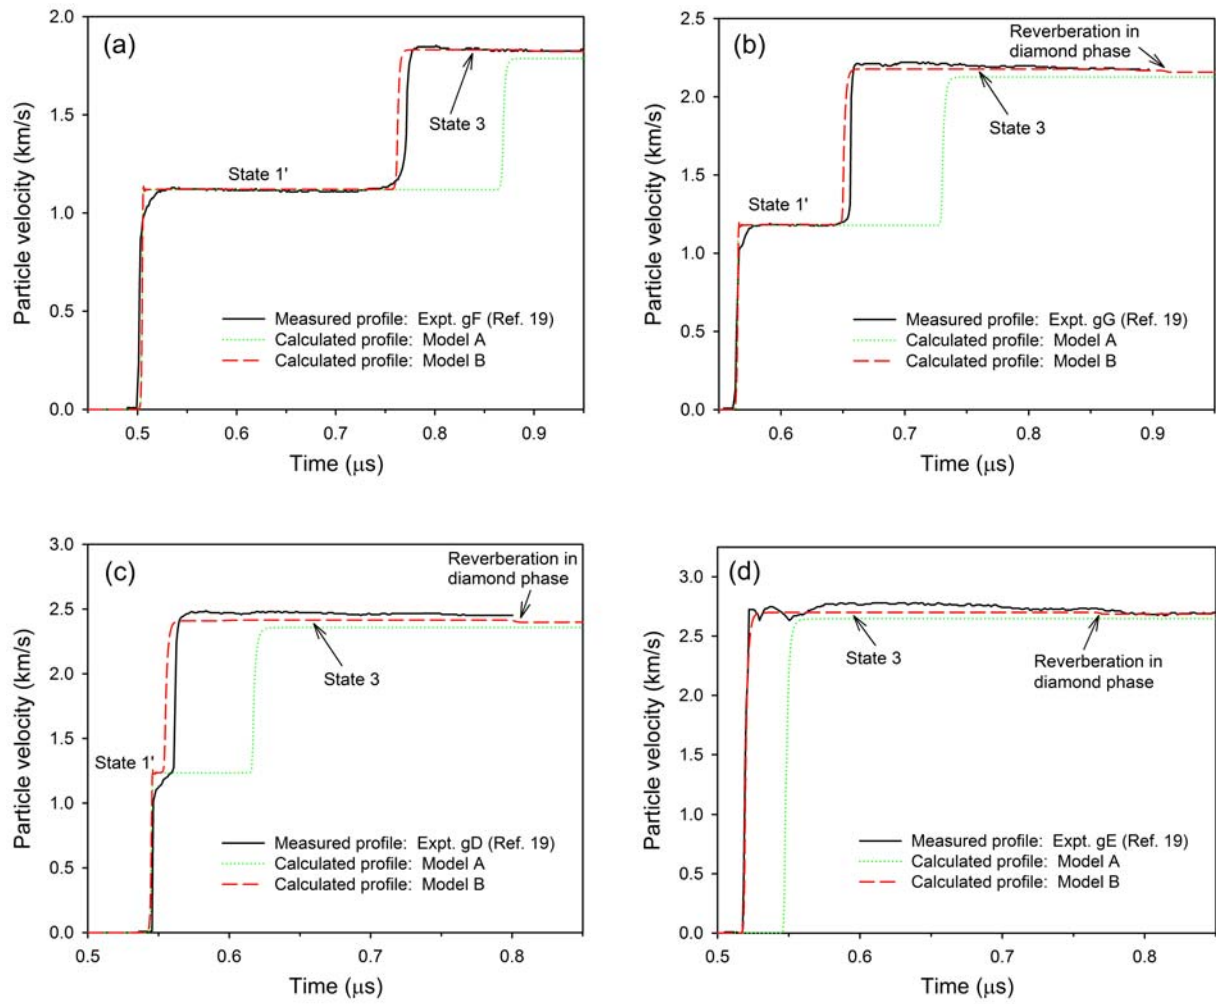 (a)
2.0
1.5
1.0
0.5
0.0
Particle velocity (km/s)
State 1'
State 3
Measured profile: Expt. gF (Ref. 19)
Calculated profile: Model A
Calculated profile: Model B
0.5 0.6 0.7 0.8 0.9
Time (μs)
(b)
2.5
2.0
1.5
1.0
0.5
0.0
Particle velocity (km/s)
Reverberation in
diamond phase
State 3
State 1'
Measured profile: Expt. gG (Ref. 19)
Calculated profile: Model A
Calculated profile: Model B
0.6 0.7 0.8 0.9
Time (μs)
(c)
3.0
2.5
2.0
1.5
1.0
0.5
0.0
Particle velocity (km/s)
Reverberation in
diamond phase
State 3
State 1'
Measured profile: Expt. gD (Ref. 19)
Calculated profile: Model A
Calculated profile: Model B
0.5 0.6 0.7 0.8
Time (μs)
(d)
3.0
2.5
2.0
1.5
1.0
0.5
0.0
Particle velocity (km/s)
State 3
Reverberation in
diamond phase
Measured profile: Expt. gE (Ref. 19)
Calculated profile: Model A
Calculated profile: Model B
0.5 0.6 0.7 0.8
Time (μs)